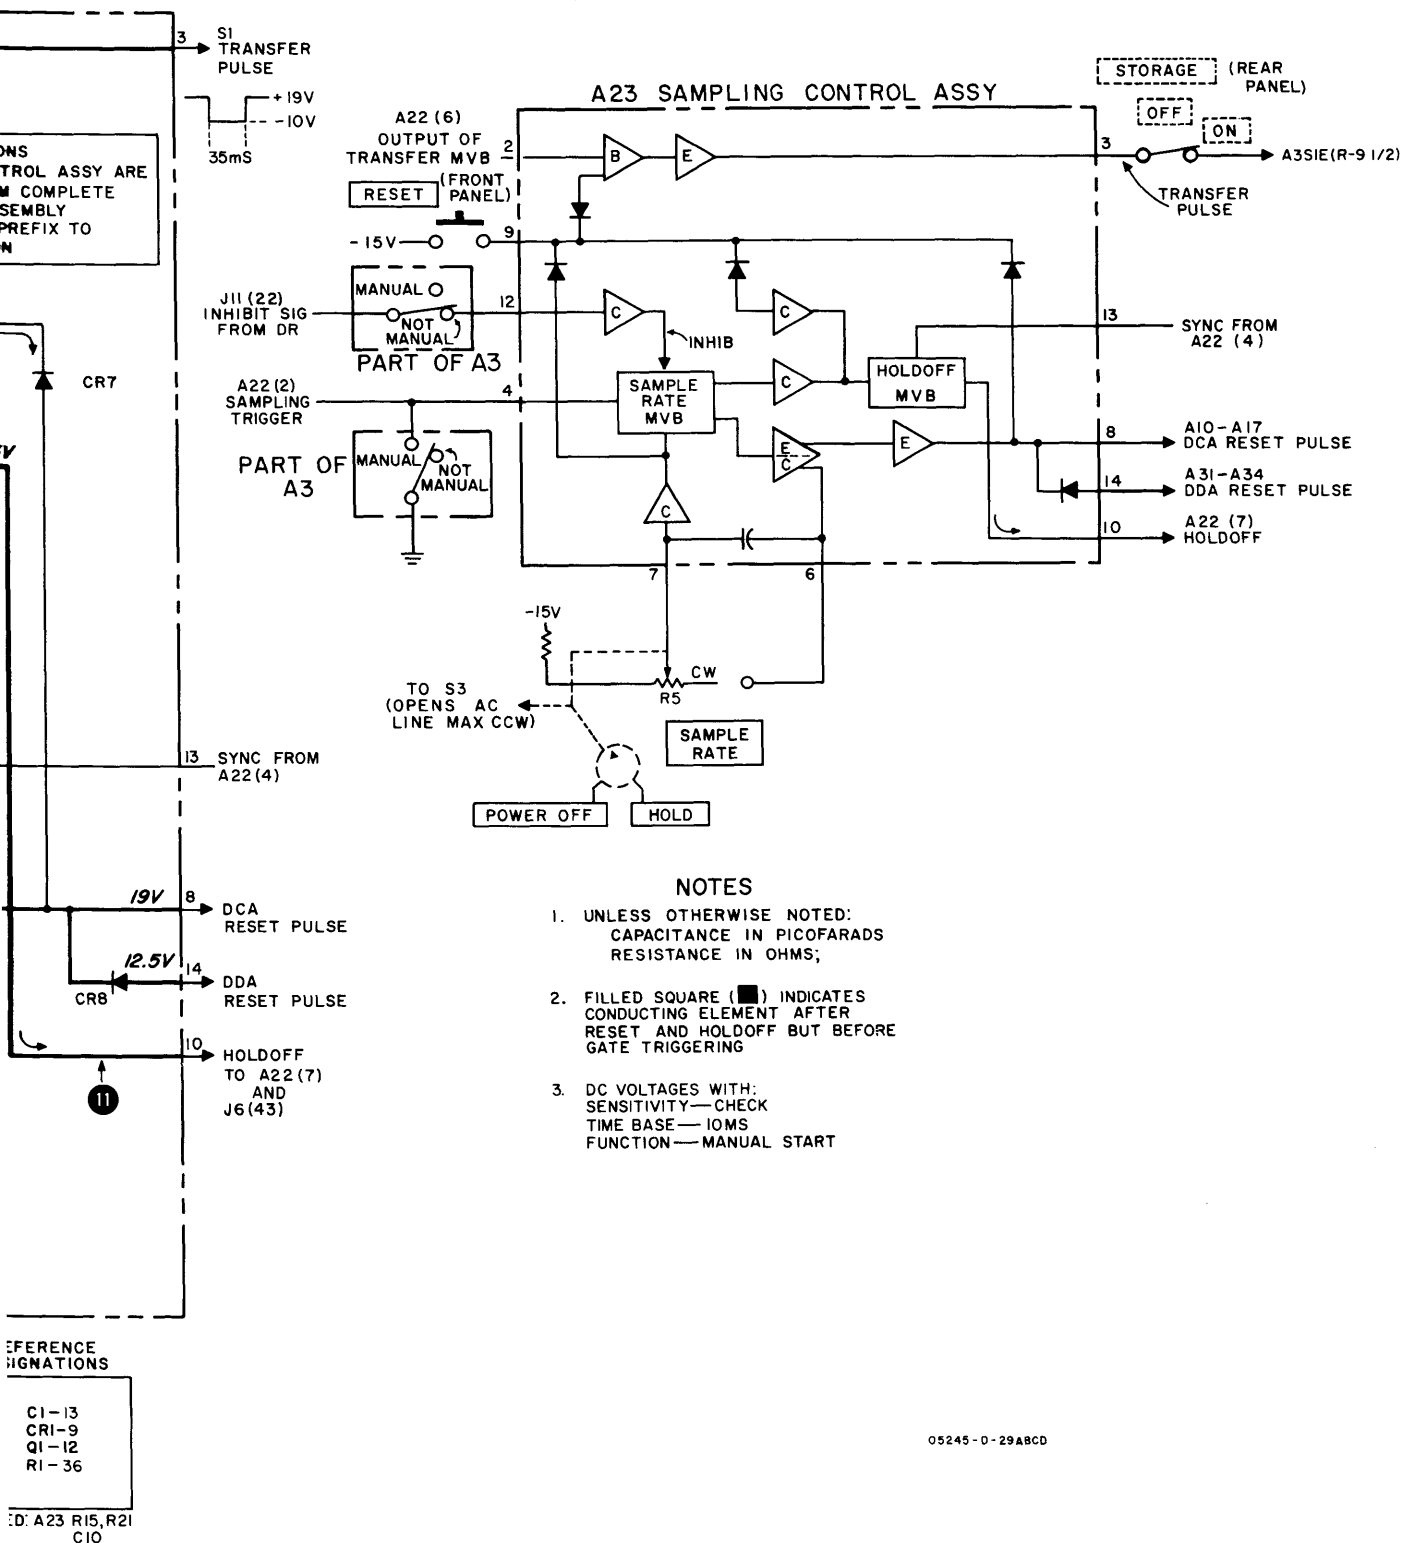 3
S1
TRANSFER
PULSE
+19V
-10V
35mS
ONS
TROL ASSY ARE
M COMPLETE
SEMBLY
PREFIX TO
N
CR7
13
SYNC FROM
A22(4)
19V
8
DCA
RESET PULSE
12.5V
14
CR8
DDA
RESET PULSE
10
HOLDOFF
TO A22(7)
AND
J6(43)
11
EFERENCE
SIGNATIONS
C1-13
CR1-9
Q1-12
R1-36
ED: A23 R15, R21
C10
A23 SAMPLING CONTROL ASSY
STORAGE (REAR
PANEL)
OFF
ON
A22(6)
OUTPUT OF
TRANSFER MVB
2
B
E
3
A3S1E(R-9 1/2)
TRANSFER
PULSE
RESET (FRONT
PANEL)
-15V
9
MANUAL
NOT
MANUAL
PART OF A3
J11(22)
INHIBIT SIG
FROM DR
12
C
INHIB
C
13
SYNC FROM
A22 (4)
A22(2)
SAMPLING
TRIGGER
4
SAMPLE
RATE
MVB
C
HOLDOFF
MVB
PART OF
A3
MANUAL
NOT
MANUAL
E
C
E
8
A10-A17
DCA RESET PULSE
14
A31-A34
DDA RESET PULSE
10
A22 (7)
HOLDOFF
C
7
6
-15V
CW
R5
TO S3
(OPENS AC
LINE MAX CCW)
SAMPLE
RATE
POWER OFF
HOLD
NOTES
1. UNLESS OTHERWISE NOTED:
CAPACITANCE IN PICOFARADS
RESISTANCE IN OHMS;
2. FILLED SQUARE (■) INDICATES
CONDUCTING ELEMENT AFTER
RESET AND HOLDOFF BUT BEFORE
GATE TRIGGERING
3. DC VOLTAGES WITH:
SENSITIVITY—CHECK
TIME BASE—10MS
FUNCTION—MANUAL START
05245-D-29ABCD